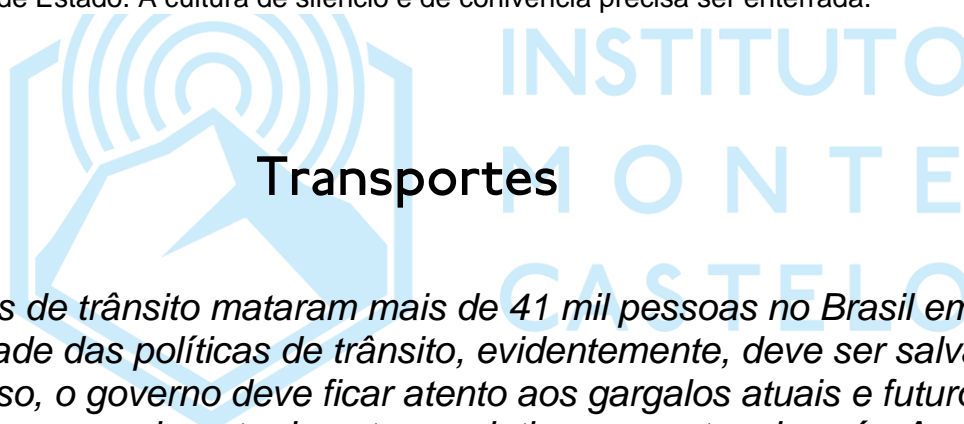 de Estado. A cultura de silêncio e de conivência precisa ser enterrada.
INSTITUTO
Transportes
MONTE
CASTELO
s de trânsito mataram mais de 41 mil pessoas no Brasil em
ade das políticas de trânsito, evidentemente, deve ser salva
so, o governo deve ficar atento aos gargalos atuais e futuro